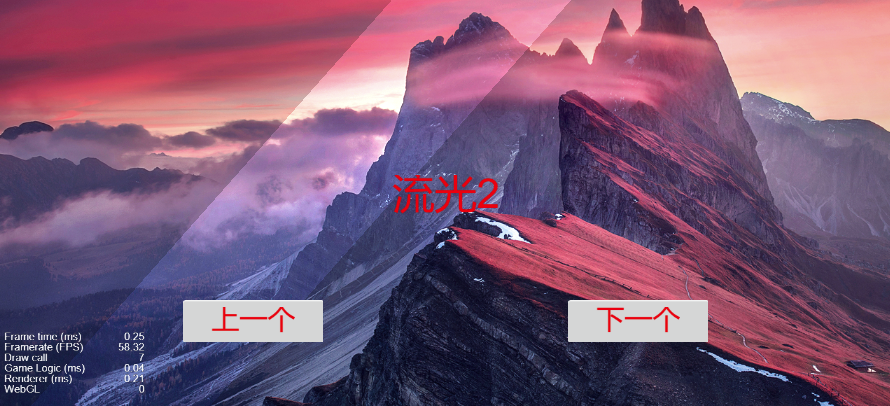 流光2
上一个
下一个
Frame time (ms) 0.25
Framerate (FPS) 58.32
Draw call 7
Game Logic (ms) 0.04
Renderer (ms) 0.21
WebGL 0